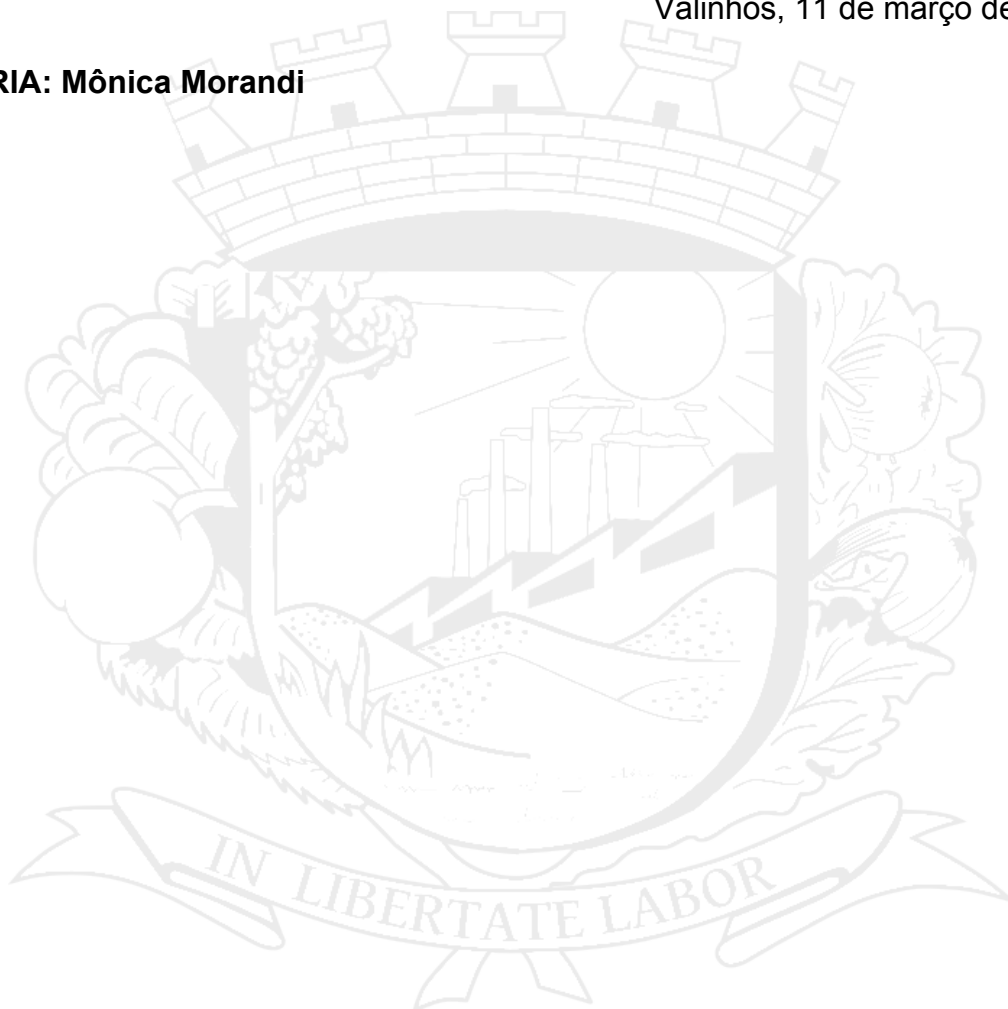 Valinhos, 11 de março de
RIA: Mônica Morandi
IN LIBERTATE LABOR